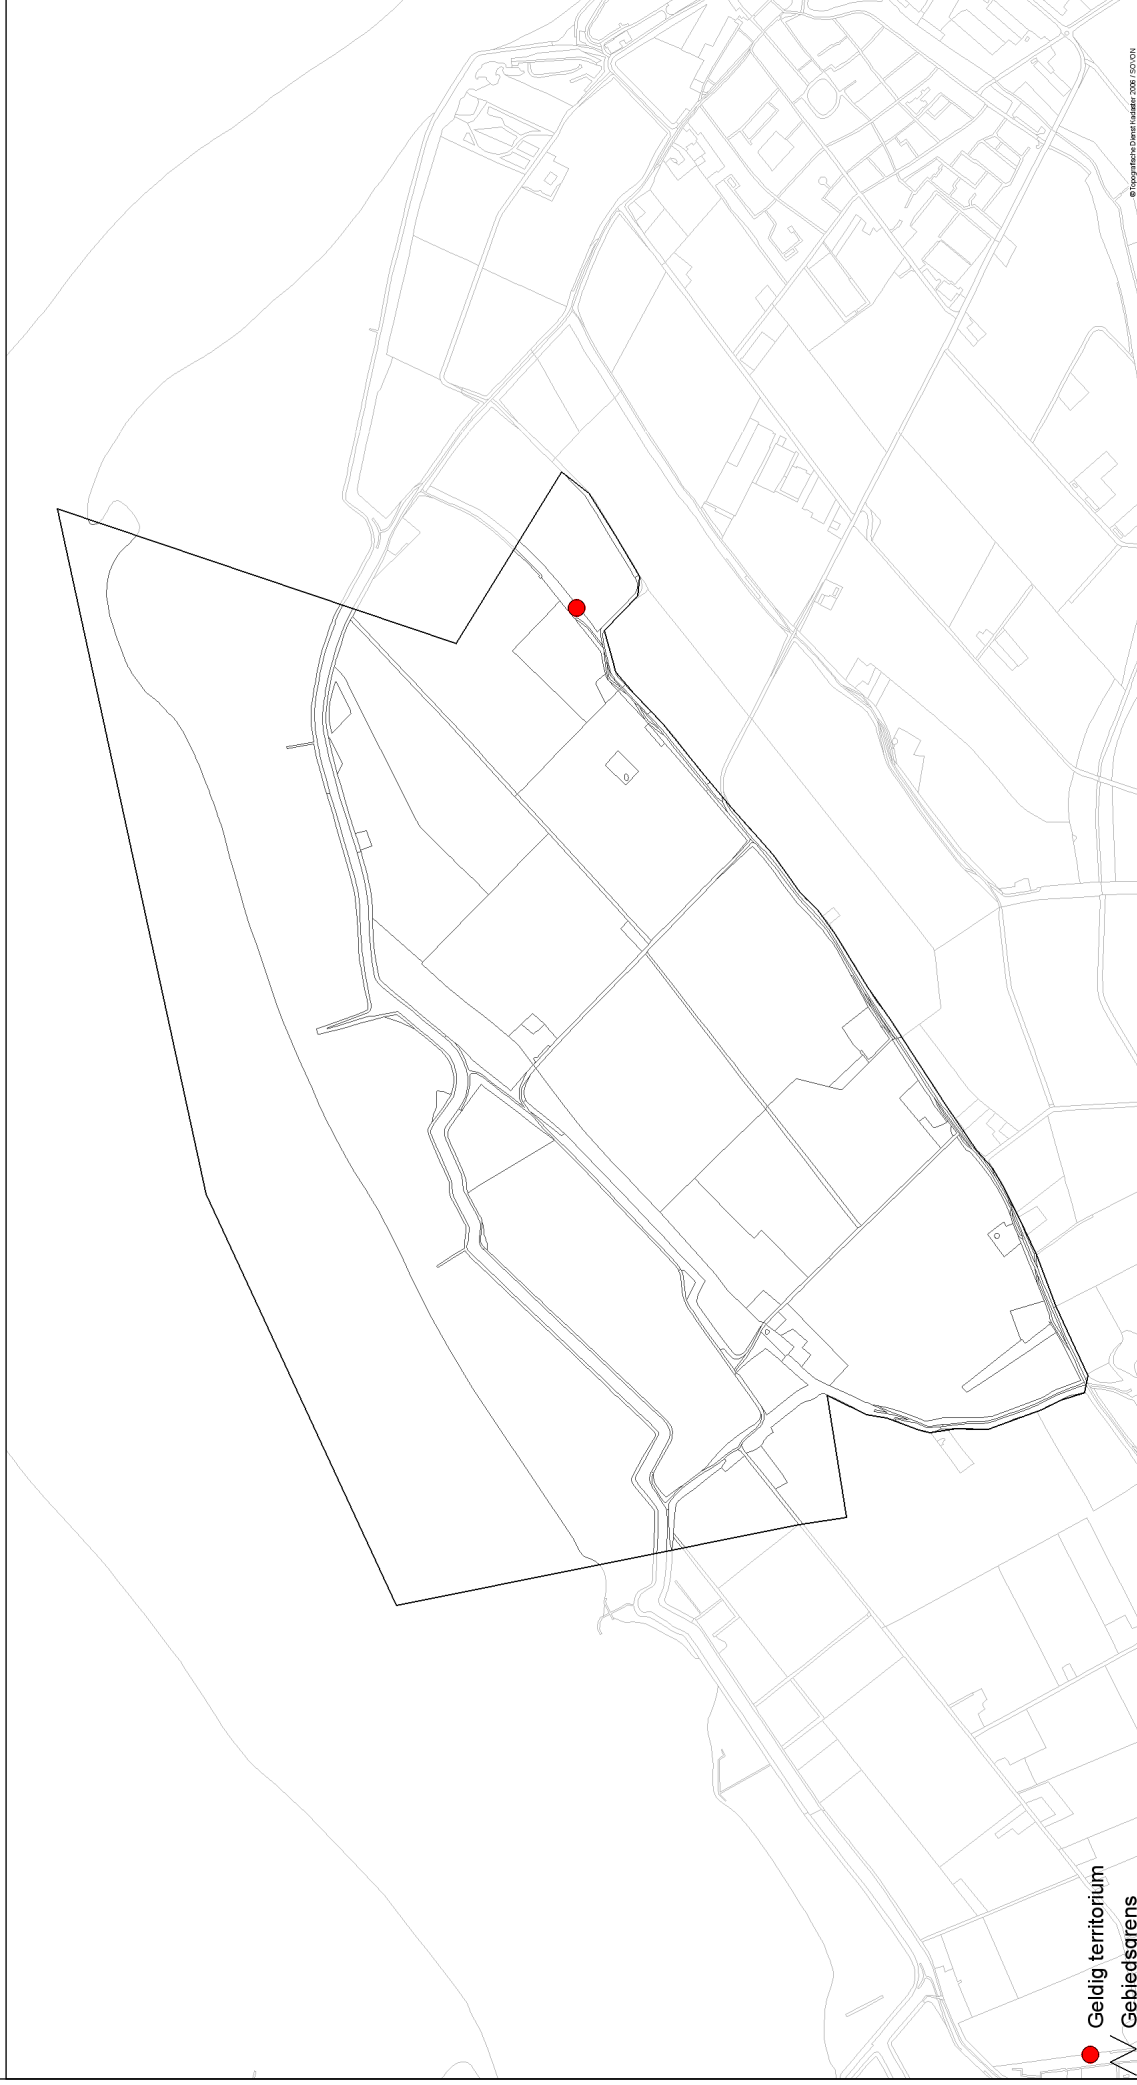 © Topografische Dienst Kadaster 2006 / SOVON
Geldig territorium
Gebiedsgrens